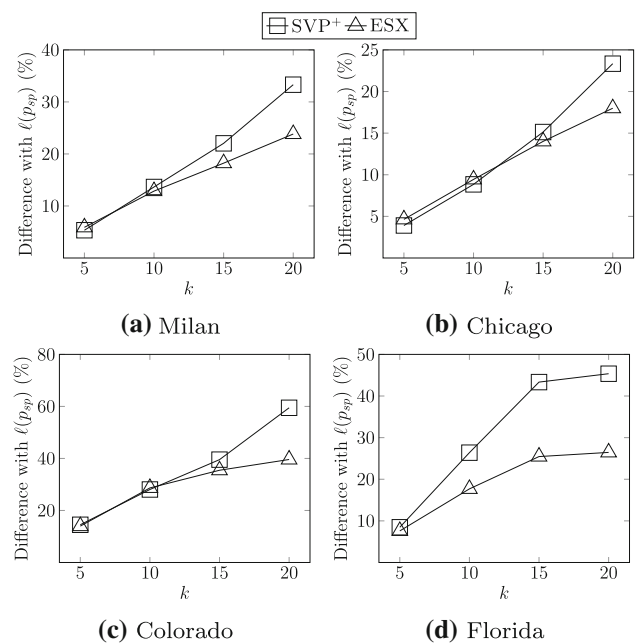 SVP⁺ ESX
Difference with ℓ(p_sp) (%)
40
30
20
10
5 10 15 20
k
(a) Milan
Difference with ℓ(p_sp) (%)
25
20
15
10
5
5 10 15 20
k
(b) Chicago
Difference with ℓ(p_sp) (%)
80
60
40
20
5 10 15 20
k
(c) Colorado
Difference with ℓ(p_sp) (%)
50
40
30
20
10
5 10 15 20
k
(d) Florida